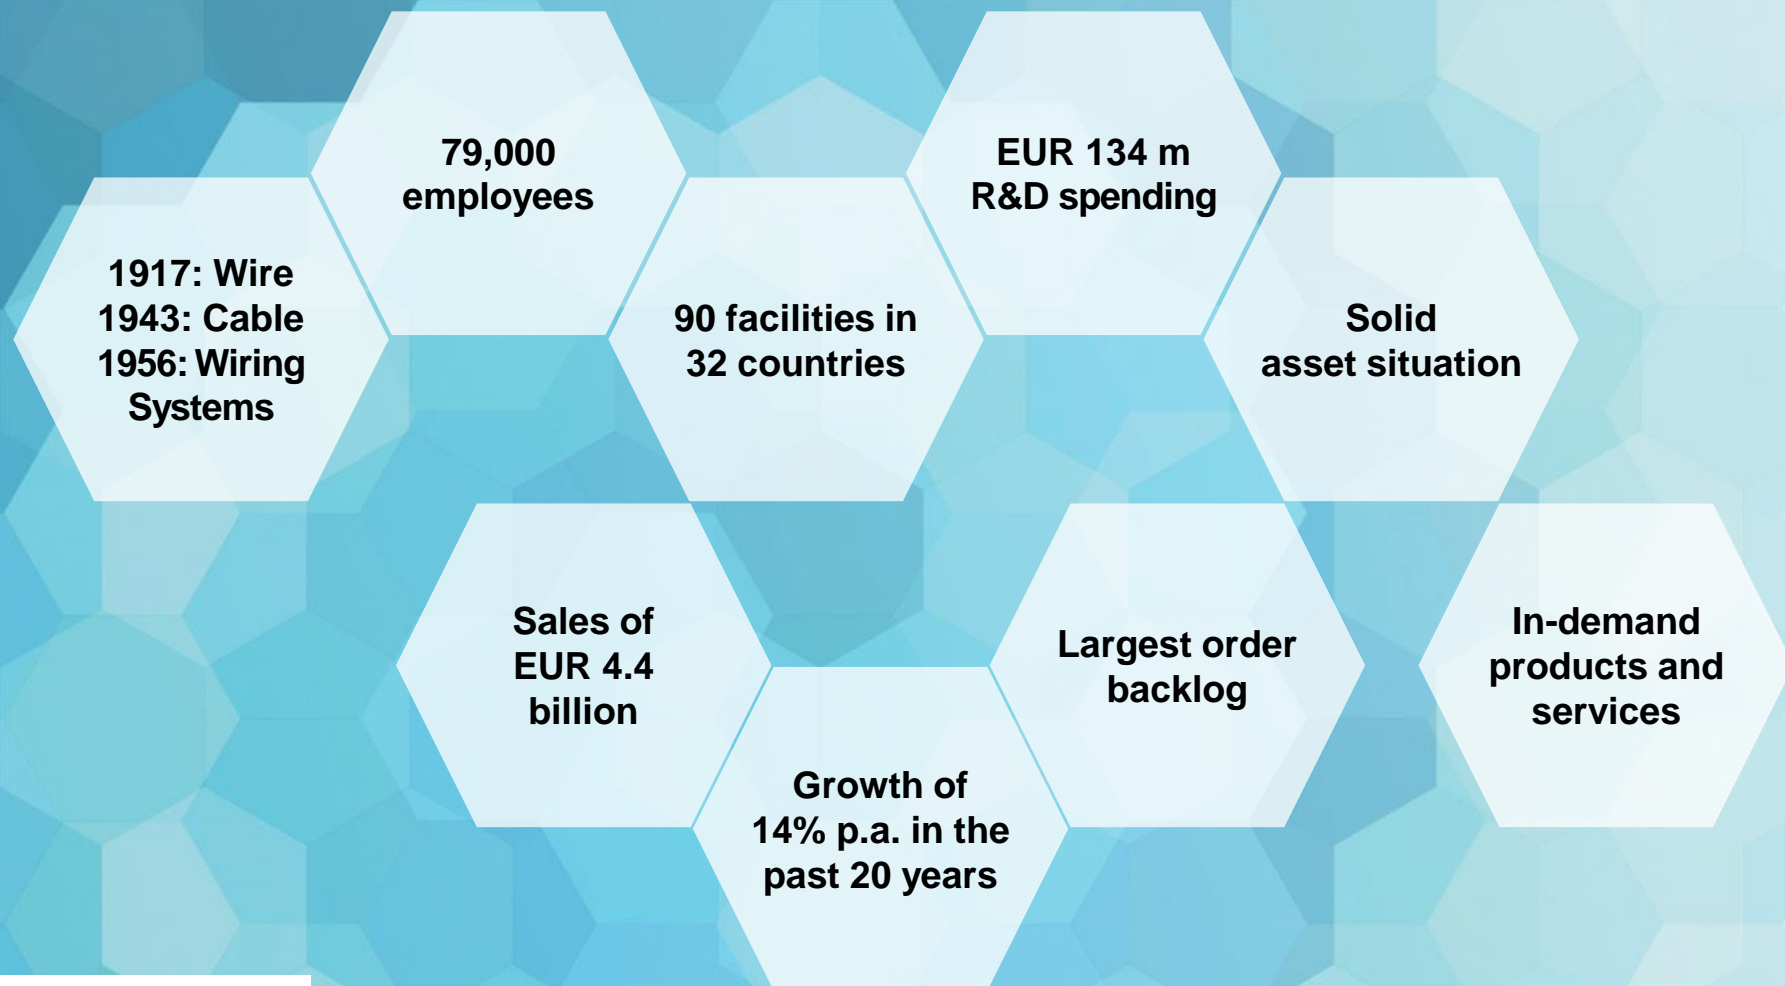 79,000
employees
EUR 134 m
R&D spending
1917: Wire
1943: Cable
1956: Wiring
Systems
90 facilities in
32 countries
Solid
asset situation
Sales of
EUR 4.4
billion
Largest order
backlog
In-demand
products and
services
Growth of
14% p.a. in the
past 20 years